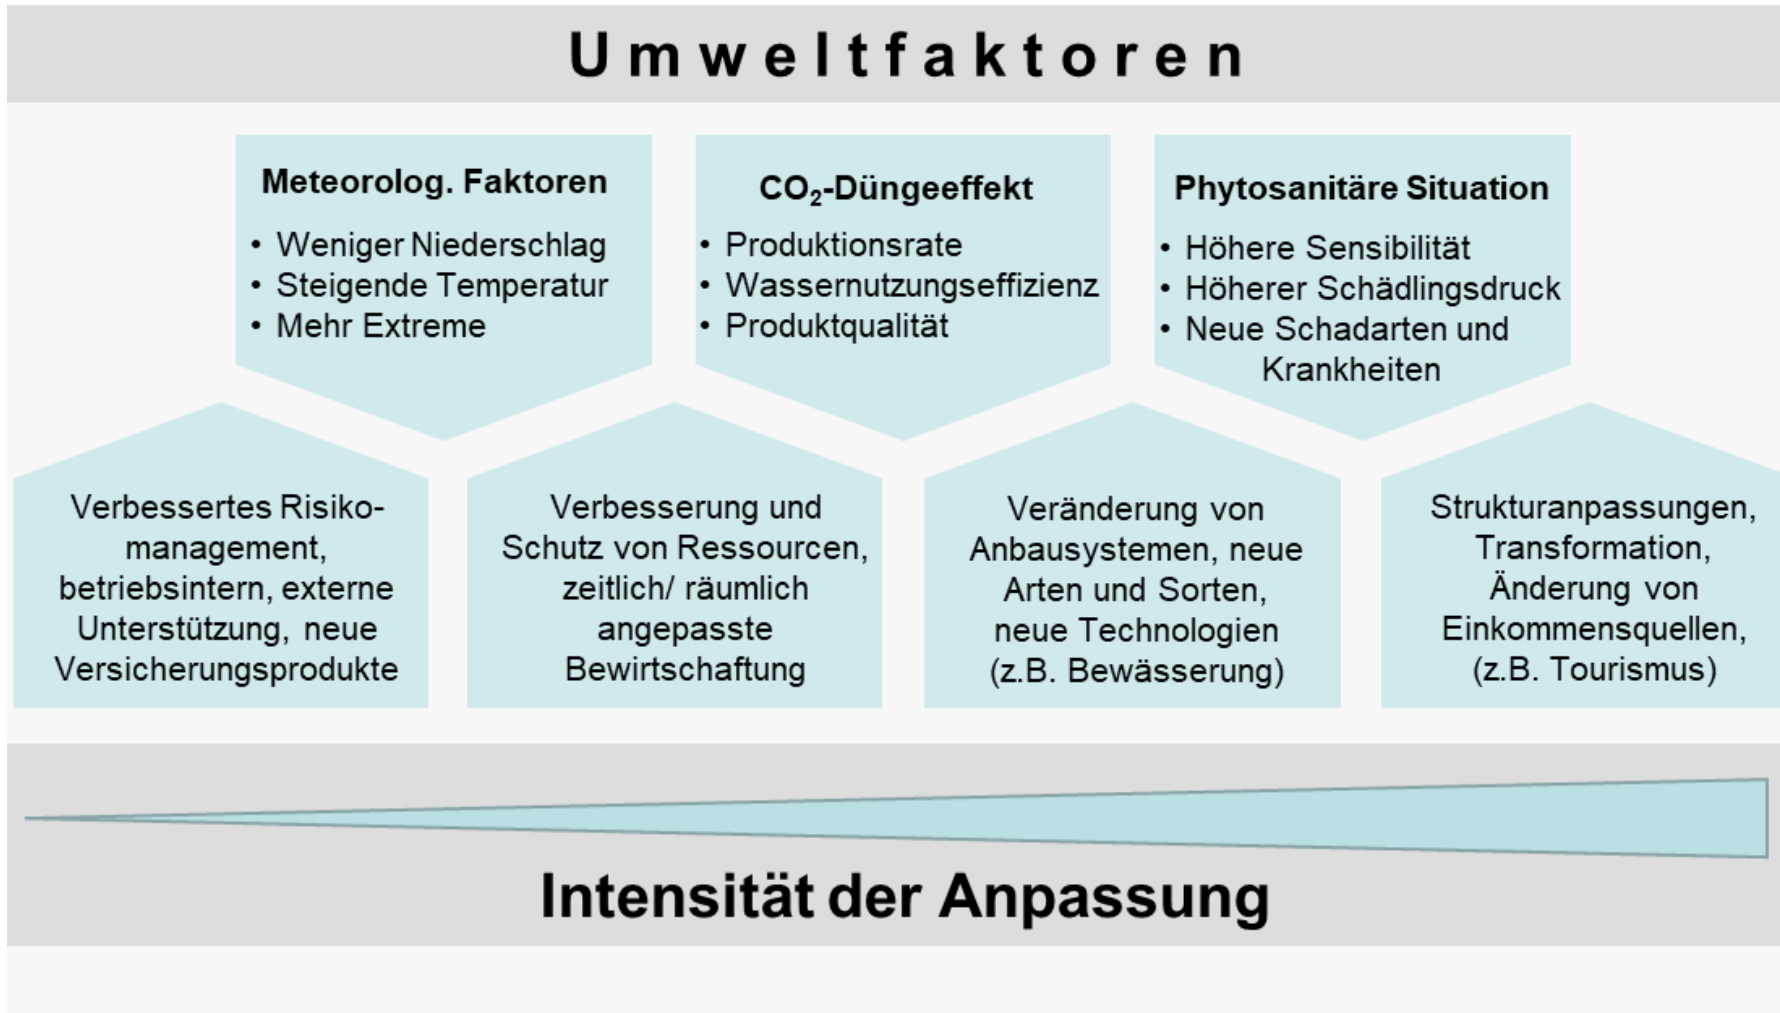 Umweltfaktoren
Meteorolog. Faktoren
• Weniger Niederschlag
• Steigende Temperatur
• Mehr Extreme
CO₂-Düngeeffekt
• Produktionsrate
• Wassernutzungseffizienz
• Produktqualität
Phytosanitäre Situation
• Höhere Sensibilität
• Höherer Schädlingsdruck
• Neue Schadarten und
Krankheiten
Verbessertes Risiko-
management,
betriebsintern, externe
Unterstützung, neue
Versicherungsprodukte
Verbesserung und
Schutz von Ressourcen,
zeitlich/ räumlich
angepasste
Bewirtschaftung
Veränderung von
Anbausystemen, neue
Arten und Sorten,
neue Technologien
(z.B. Bewässerung)
Strukturanpassungen,
Transformation,
Änderung von
Einkommensquellen,
(z.B. Tourismus)
Intensität der Anpassung